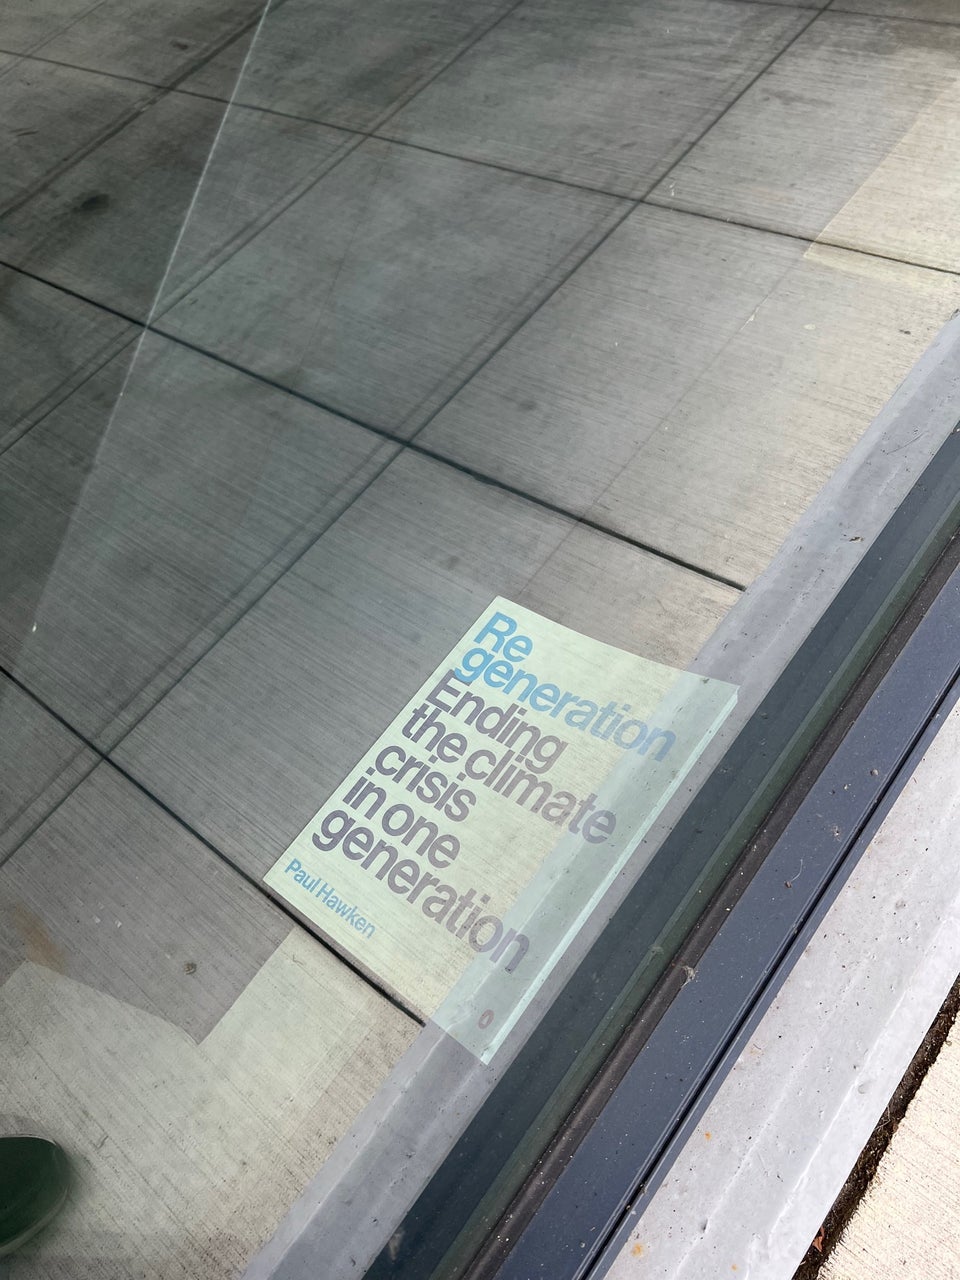 Re
generation
Ending
the climate
crisis
in one
generation
Paul Hawken